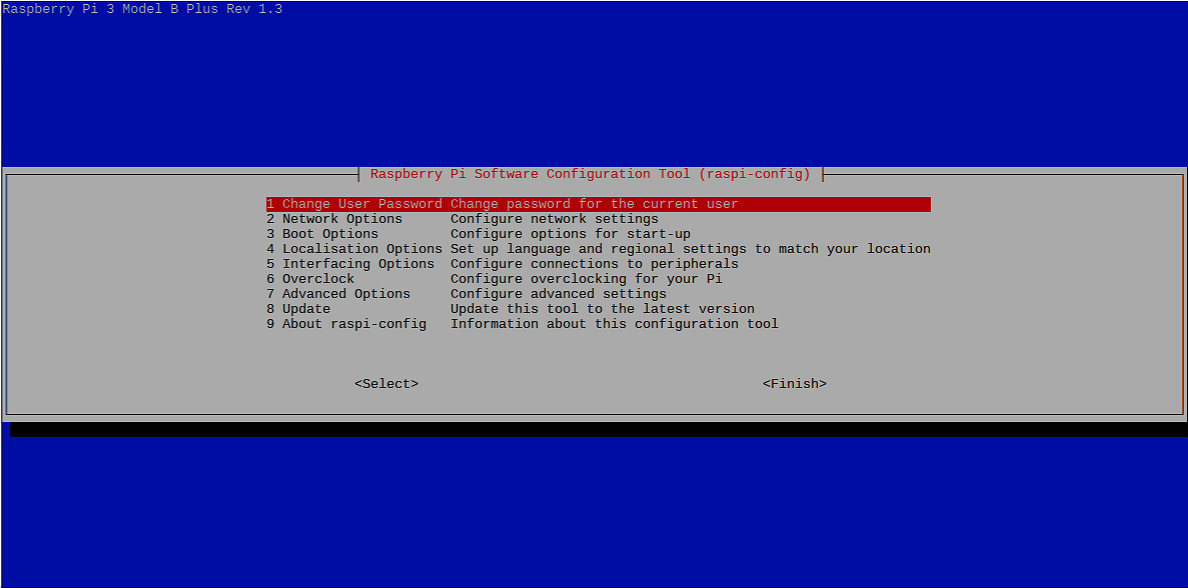 Raspberry Pi 3 Model B Plus Rev 1.3
Raspberry Pi Software Configuration Tool (raspi-config)
1 Change User Password Change password for the current user
2 Network Options Configure network settings
3 Boot Options Configure options for start-up
4 Localisation Options Set up language and regional settings to match your location
5 Interfacing Options Configure connections to peripherals
6 Overclock Configure overclocking for your Pi
7 Advanced Options Configure advanced settings
8 Update Update this tool to the latest version
9 About raspi-config Information about this configuration tool
<Select> <Finish>